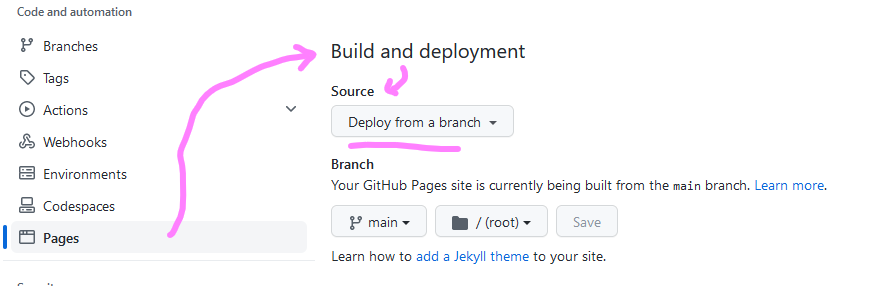 Code and automation
Branches
Tags
Actions
Webhooks
Environments
Codespaces
Pages
Build and deployment
Source
Deploy from a branch
Branch
Your GitHub Pages site is currently being built from the main branch. Learn more.
main / (root) Save
Learn how to add a Jekyll theme to your site.